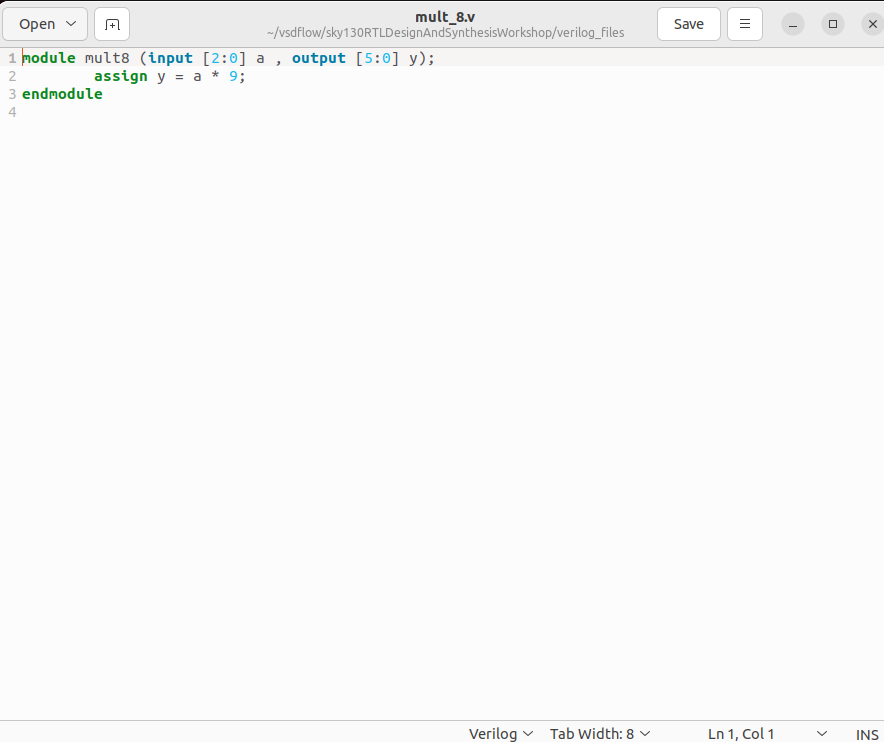 Open
mult_8.v
~/vsdflow/sky130RTLDesignAndSynthesisWorkshop/verilog_files
Save
1 module mult8 (input [2:0] a , output [5:0] y);
2         assign y = a * 9;
3 endmodule
4
Verilog
Tab Width: 8
Ln 1, Col 1
INS